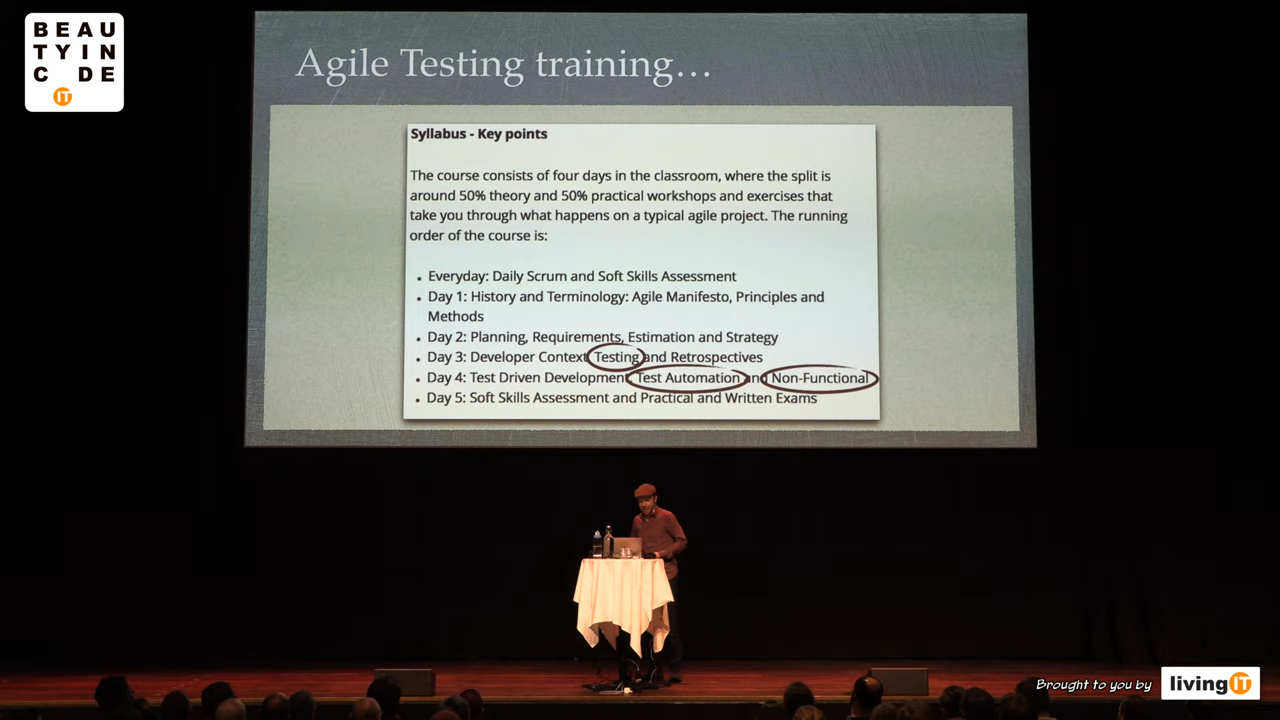 BEAU
TYIN
C DE
IT
Agile Testing training…
Syllabus - Key points
The course consists of four days in the classroom, where the split is
around 50% theory and 50% practical workshops and exercises that
take you through what happens on a typical agile project. The running
order of the course is:
• Everyday: Daily Scrum and Soft Skills Assessment
• Day 1: History and Terminology: Agile Manifesto, Principles and
Methods
• Day 2: Planning, Requirements, Estimation and Strategy
• Day 3: Developer Context Testing and Retrospectives
• Day 4: Test Driven Development, Test Automation and Non-Functional
• Day 5: Soft Skills Assessment and Practical and Written Exams
Brought to you by livingIT